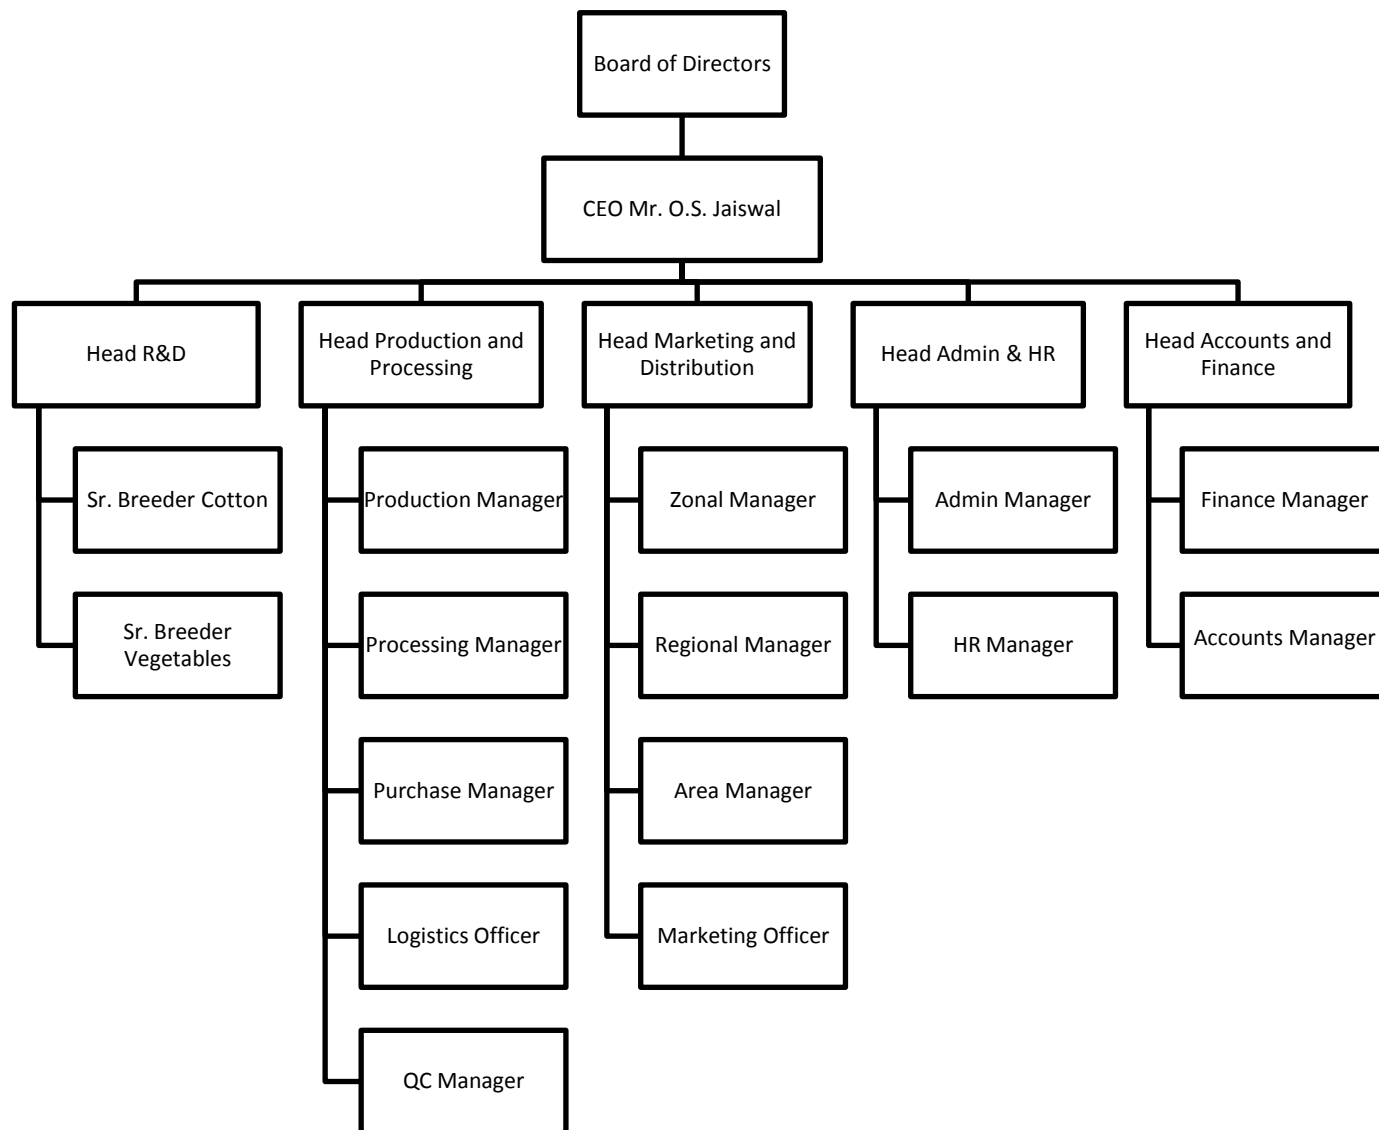 Board of Directors
CEO Mr. O.S. Jaiswal
Head R&D
Head Production and
Processing
Head Marketing and
Distribution
Head Admin & HR
Head Accounts and
Finance
Sr. Breeder Cotton
Production Manager
Zonal Manager
Admin Manager
Finance Manager
Sr. Breeder
Vegetables
Processing Manager
Regional Manager
HR Manager
Accounts Manager
Purchase Manager
Area Manager
Logistics Officer
Marketing Officer
QC Manager